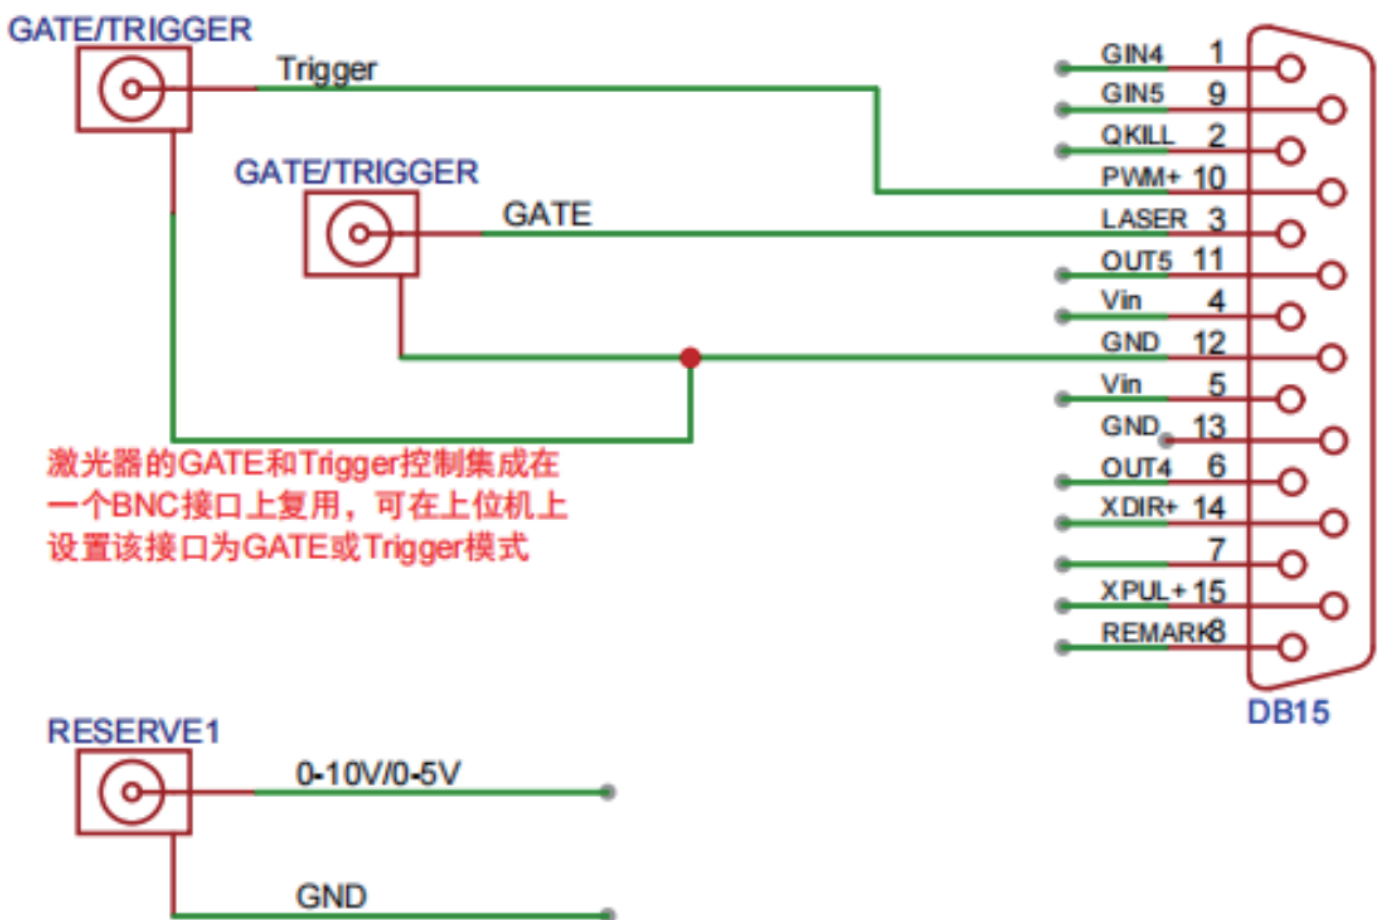 GATE/TRIGGER
Trigger
GATE/TRIGGER
GATE
GIN4 1
GIN5 9
QKILL 2
PWM+ 10
LASER 3
OUT5 11
Vin 4
GND 12
Vin 5
GND 13
OUT4 6
XDIR+ 14
7
XPUL+ 15
REMARK8
DB15
激光器的GATE和Trigger控制集成在
一个BNC接口上复用，可在上位机上
设置该接口为GATE或Trigger模式
RESERVE1
0-10V/0-5V
GND